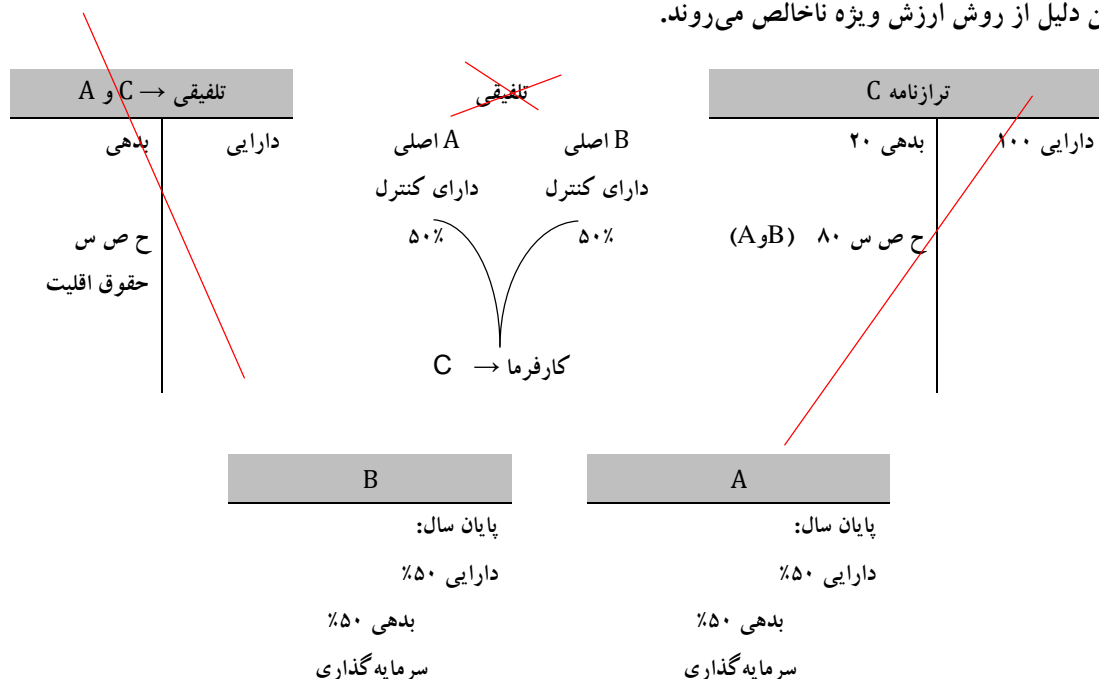 ن دلیل از روش ارزش ویژه ناخالص می‌روند.
ترازنامه C
دارایی ۱۰۰
بدهی ۲۰
ح ص س ۸۰ (A و B)
تلفیقی
B اصلی
A اصلی
دارای کنترل
دارای کنترل
۵۰٪
۵۰٪
کارفرما → C
تلفیقی → C و A
دارایی
بدهی
ح ص س
حقوق اقلیت
A
پایان سال:
دارایی ۵۰٪
بدهی ۵۰٪
سرمایه‌گذاری
B
پایان سال:
دارایی ۵۰٪
بدهی ۵۰٪
سرمایه‌گذاری